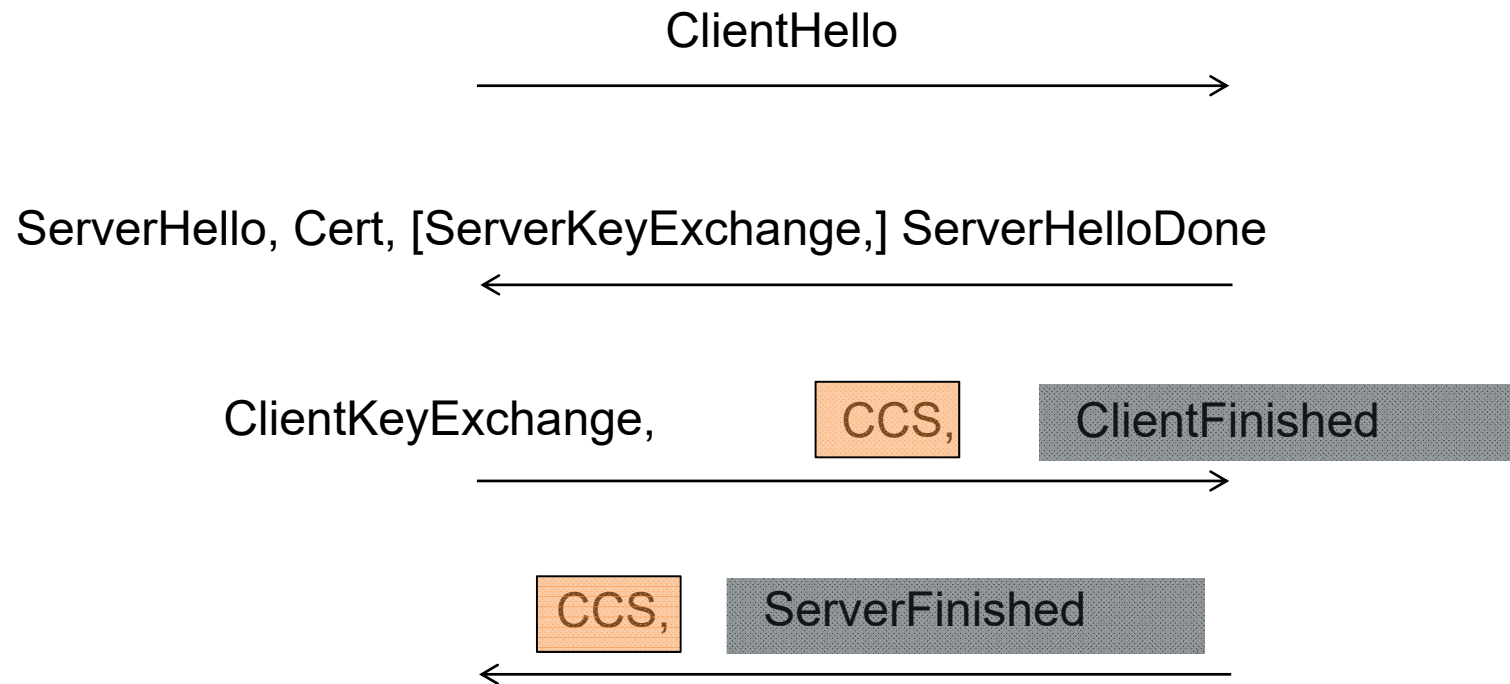 ClientHello
ServerHello, Cert, [ServerKeyExchange,] ServerHelloDone
ClientKeyExchange, CCS, ClientFinished
CCS, ServerFinished